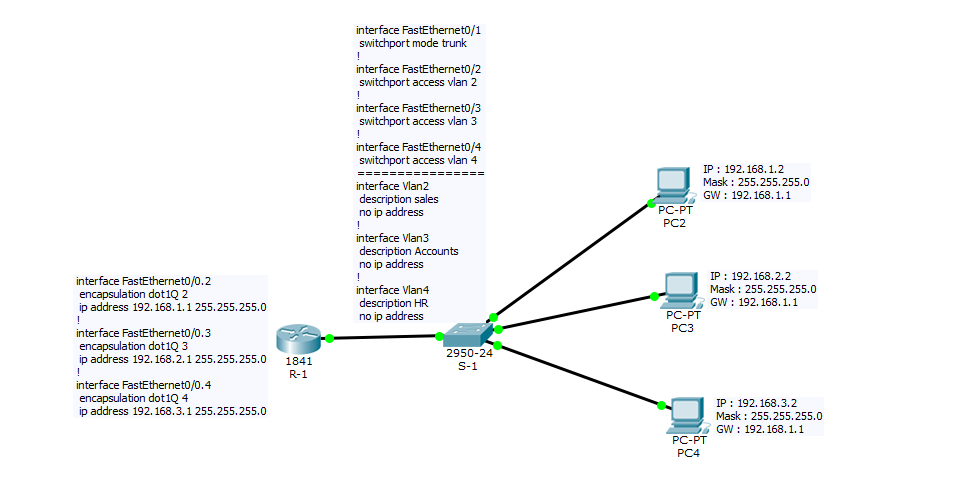 interface FastEthernet0/1
switchport mode trunk
!
interface FastEthernet0/2
switchport access vlan 2
!
interface FastEthernet0/3
switchport access vlan 3
!
interface FastEthernet0/4
switchport access vlan 4
================
interface Vlan2
description sales
no ip address
!
interface Vlan3
description Accounts
no ip address
!
interface Vlan4
description HR
no ip address
interface FastEthernet0/0.2
encapsulation dot1Q 2
ip address 192.168.1.1 255.255.255.0
!
interface FastEthernet0/0.3
encapsulation dot1Q 3
ip address 192.168.2.1 255.255.255.0
!
interface FastEthernet0/0.4
encapsulation dot1Q 4
ip address 192.168.3.1 255.255.255.0
1841
R-1
2950-24
S-1
IP : 192.168.1.2
Mask : 255.255.255.0
GW : 192.168.1.1
PC-PT
PC2
IP : 192.168.2.2
Mask : 255.255.255.0
GW : 192.168.1.1
PC-PT
PC3
IP : 192.168.3.2
Mask : 255.255.255.0
GW : 192.168.1.1
PC-PT
PC4